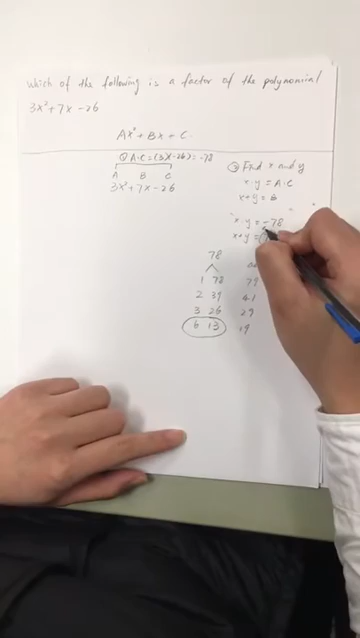 Which of the following is a factor of the polynomial
3x²+7x-26
Ax²+Bx+C
① A·C=(3)(-26)=-78
A B C
3x²+7x-26
② Find x and y
x·y=A·C
x+y=B
x·y=-78
x+y=
78
1 78 79
2 39 41
3 26 29
6 13 19